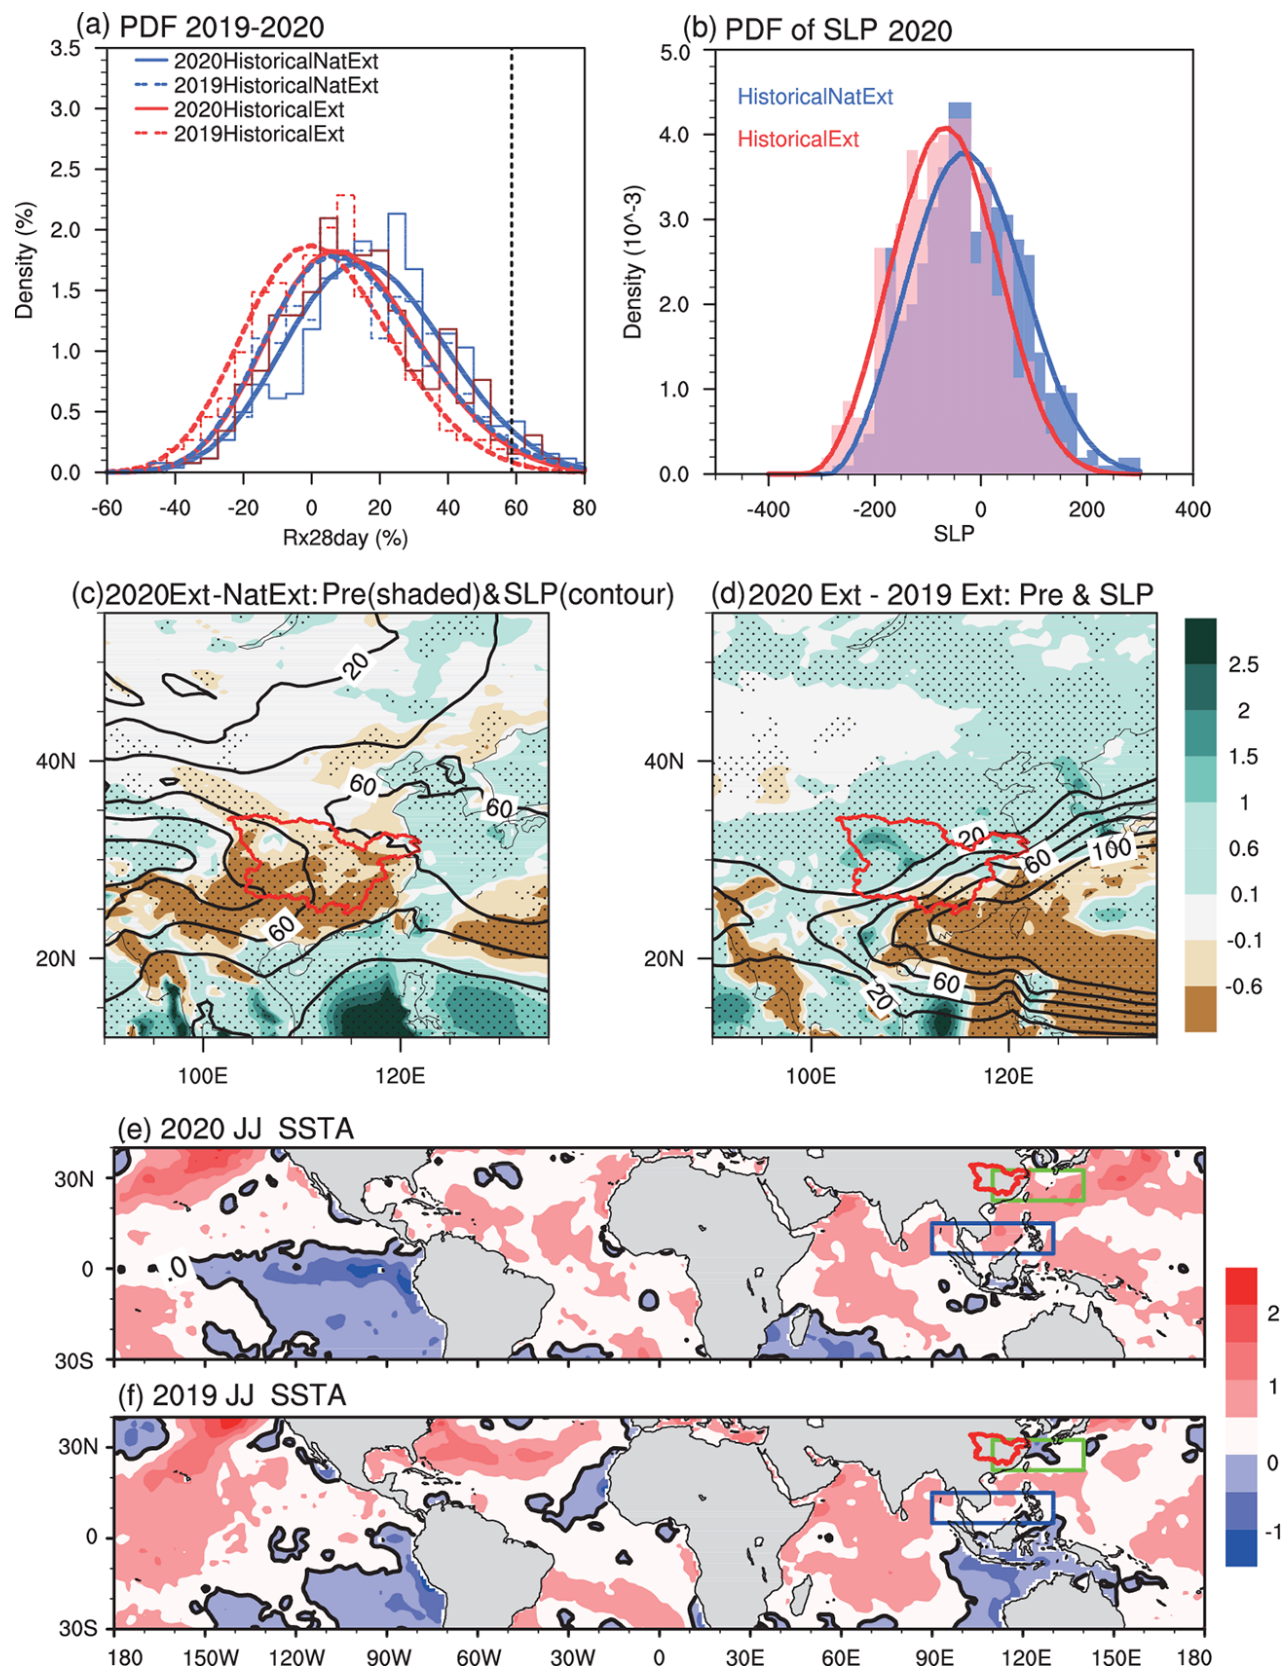 (a) PDF 2019-2020
3.5
3.0
2.5
2.0
1.5
1.0
0.5
0.0
Density (%)
2020HistoricalNatExt
2019HistoricalNatExt
2020HistoricalExt
2019HistoricalExt
-60 -40 -20 0 20 40 60 80
Rx28day (%)
(b) PDF of SLP 2020
5.0
4.0
3.0
2.0
1.0
0.0
Density (10^-3)
HistoricalNatExt
HistoricalExt
-400 -200 0 200 400
SLP
(c) 2020Ext-NatExt: Pre(shaded)&SLP(contour)
40N
20N
20
60
60
60
100E 120E
(d) 2020 Ext - 2019 Ext: Pre & SLP
40N
20N
20
60
100
60
20
100E 120E
2.5
2
1.5
1
0.6
0.1
-0.1
-0.6
(e) 2020 JJ SSTA
30N
0
30S
.0
(f) 2019 JJ SSTA
30N
0
30S
180 150W 120W 90W 60W 30W 0 30E 60E 90E 120E 150E 180
2
1
0
-1